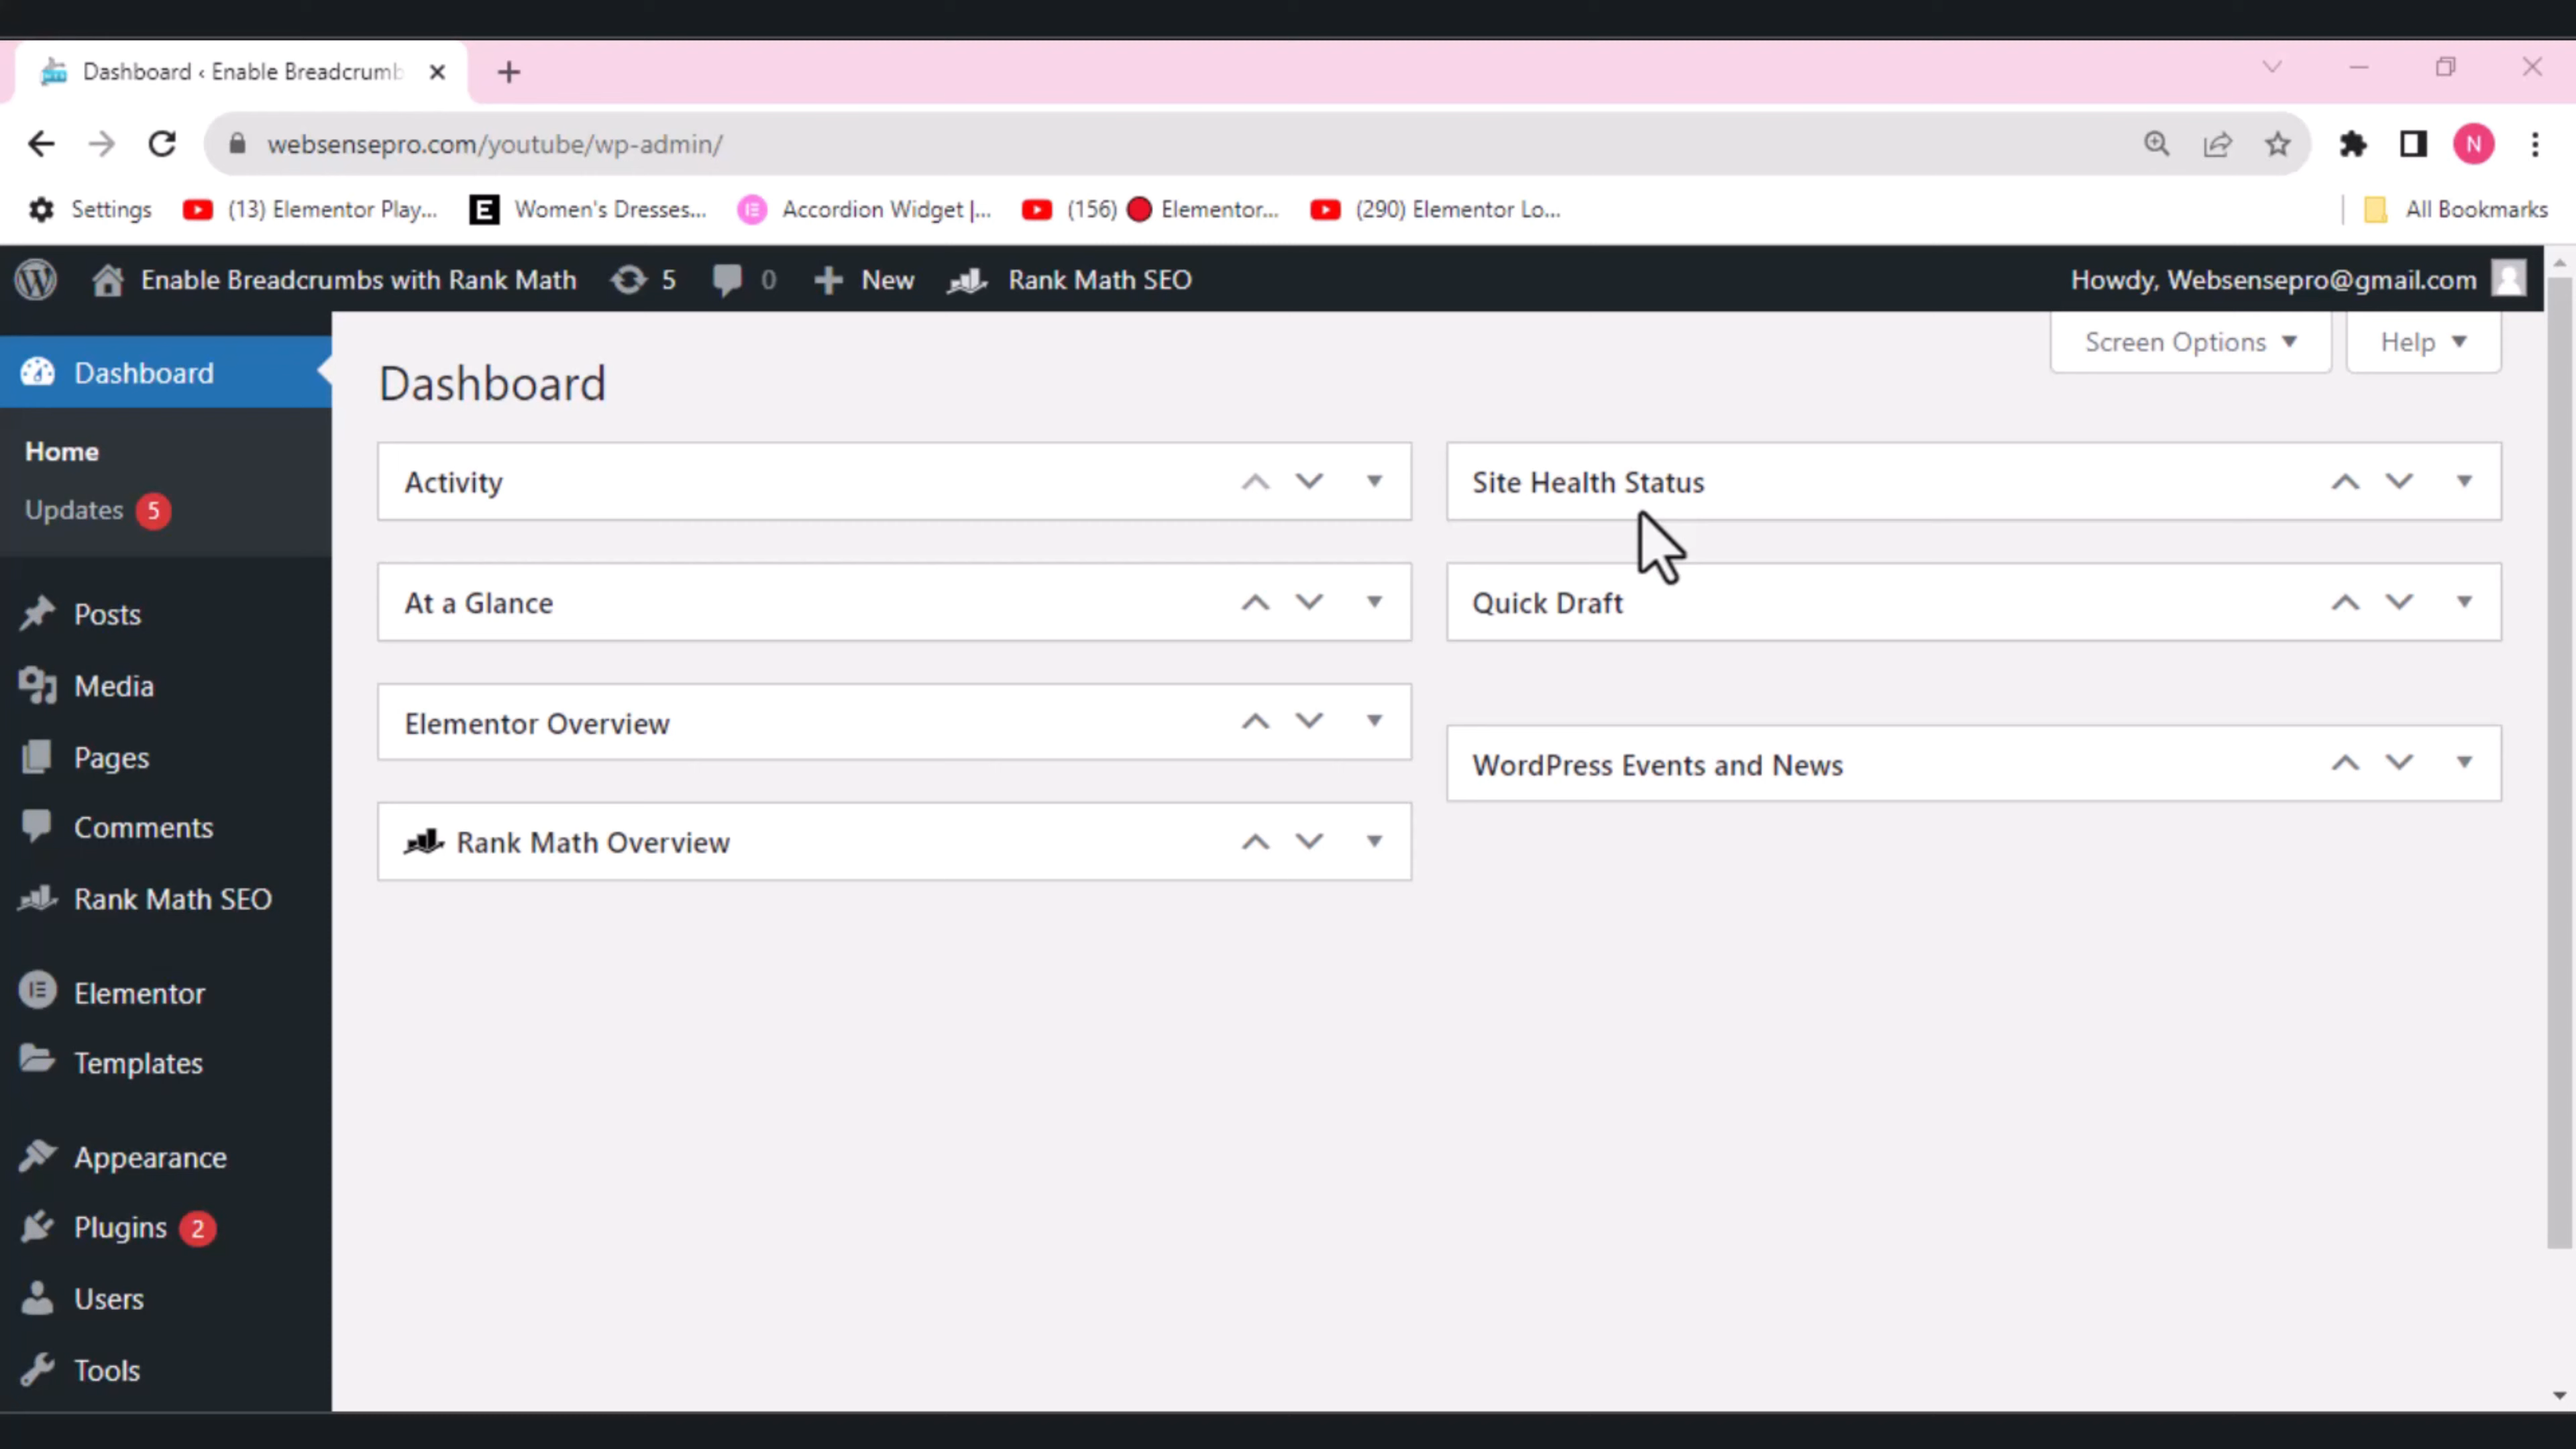 Dashboard ‹ Enable Breadcrumb
websensepro.com/youtube/wp-admin/
N
Settings
(13) Elementor Play...
E
Women's Dresses...
Accordion Widget |...
(156) Elementor...
(290) Elementor Lo...
All Bookmarks
Enable Breadcrumbs with Rank Math
5
0
New
Rank Math SEO
Howdy, Websensepro@gmail.com
Screen Options
Help
Dashboard
Home
Updates 5
Posts
Media
Pages
Comments
Rank Math SEO
Elementor
Templates
Appearance
Plugins 2
Users
Tools
Dashboard
Activity
At a Glance
Elementor Overview
Rank Math Overview
Site Health Status
Quick Draft
WordPress Events and News